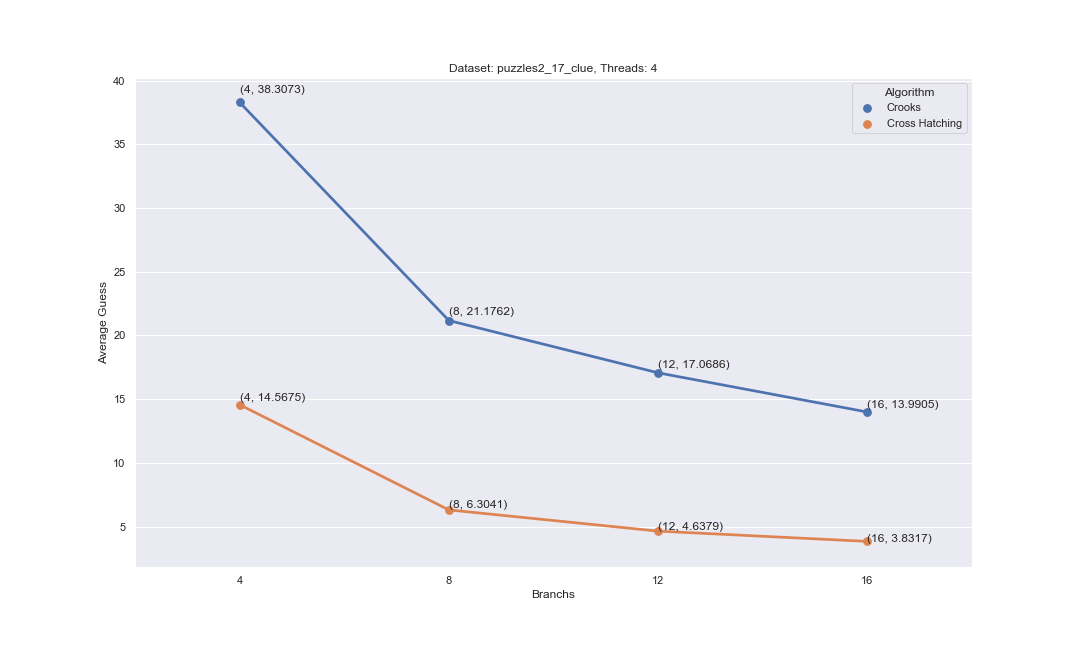 Dataset: puzzles2_17_clue, Threads: 4
40
35
30
25
20
15
10
5
Average Guess
(4, 38.3073)
(8, 21.1762)
(12, 17.0686)
(16, 13.9905)
(4, 14.5675)
(8, 6.3041)
(12, 4.6379)
(16, 3.8317)
Algorithm
Crooks
Cross Hatching
4 8 12 16
Branchs